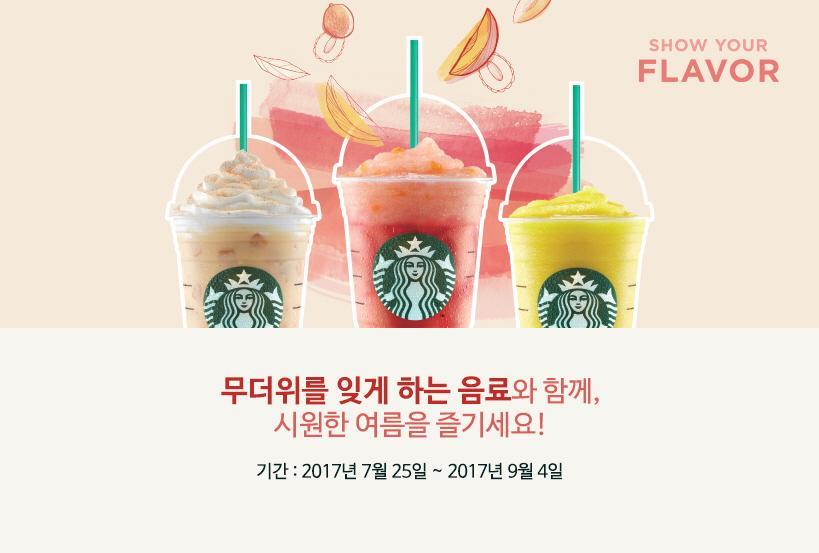 SHOW YOUR
FLAVOR
무더위를 잊게 하는 음료와 함께,
시원한 여름을 즐기세요!
기간 : 2017년 7월 25일 ~ 2017년 9월 4일